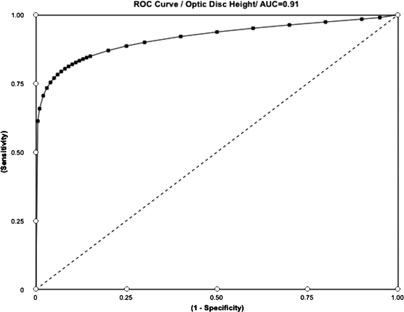 ROC Curve / Optic Disc Height/ AUC=0.91
1.00
0.75
0.50
0.25
0
(Sensitivity)
0 0.25 0.50 0.75 1.00
(1 - Specificity)